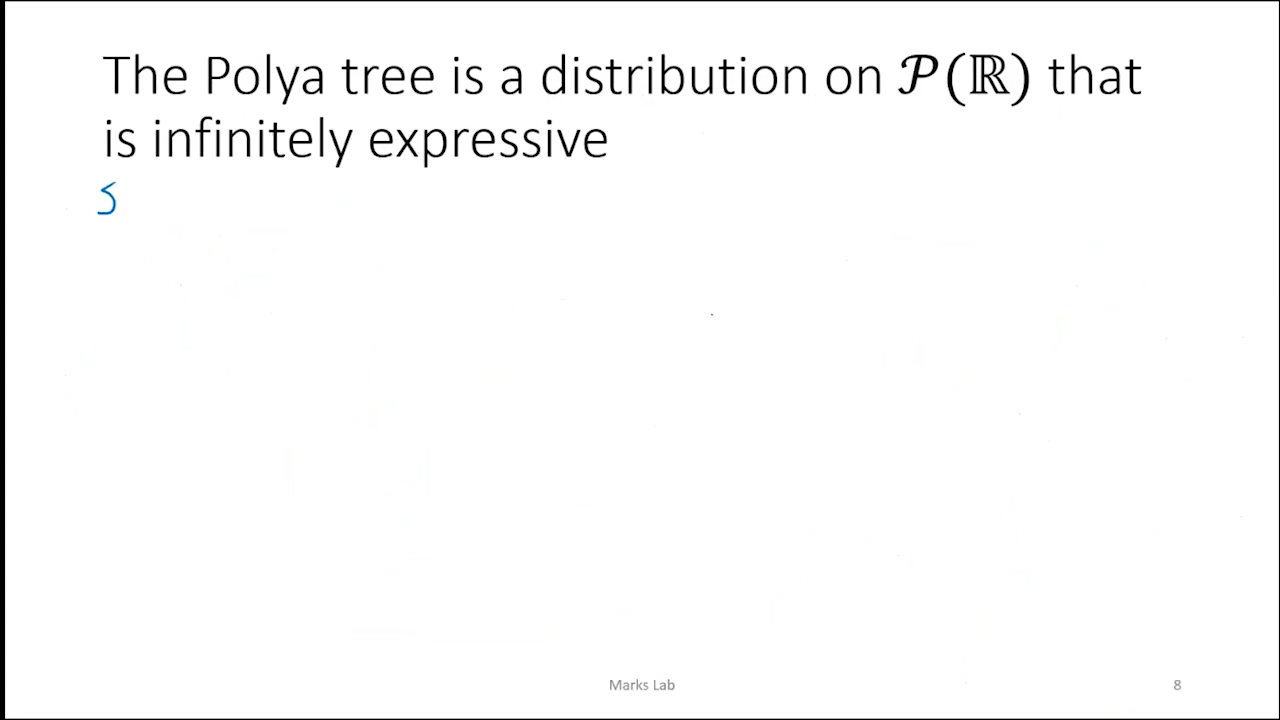 The Polya tree is a distribution on 𝒫(ℝ) that
is infinitely expressive
S
Marks Lab
8